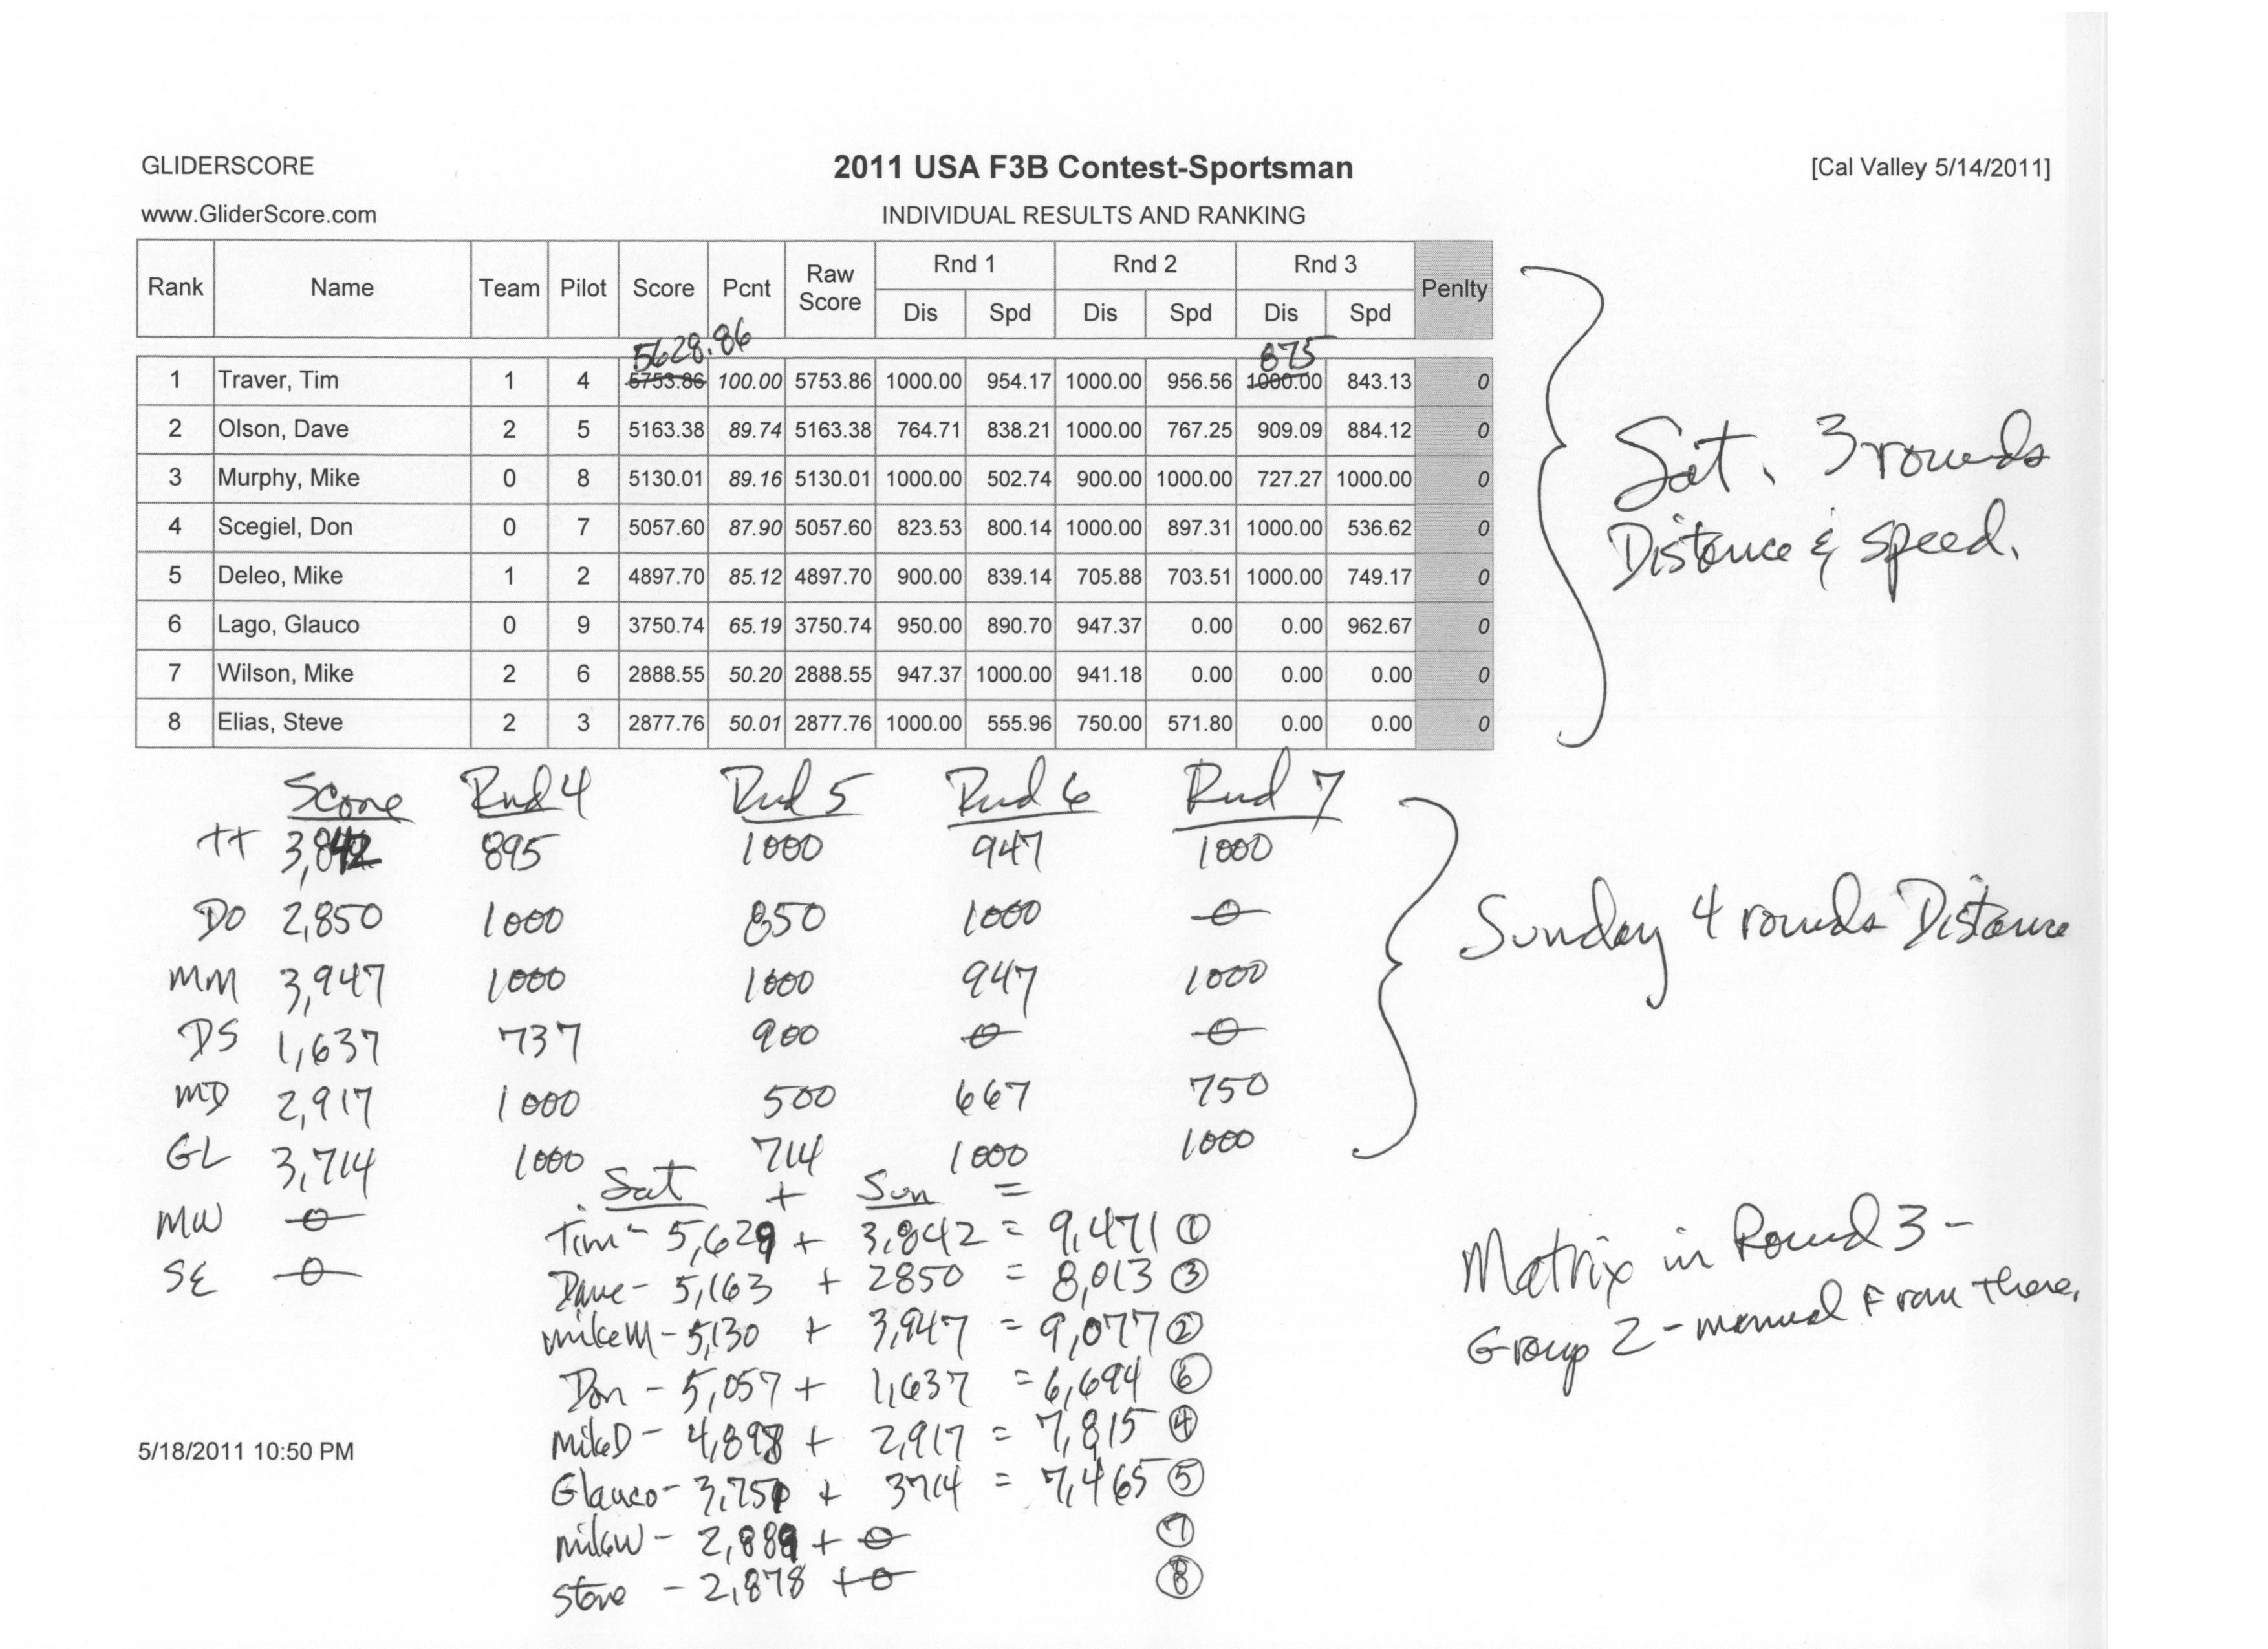 GLIDERSCORE 2011 USA F3B Contest-Sportsman [Cal Valley 5/14/2011]
www.GliderScore.com INDIVIDUAL RESULTS AND RANKING
Rank Name Team Pilot Score Pcnt Raw Score Rnd 1 Rnd 2 Rnd 3 Penlty
Dis Spd Dis Spd Dis Spd
5628.86 875
1 Traver, Tim 1 4 5753.86 100.00 5753.86 1000.00 954.17 1000.00 956.56 1000.00 843.13 0
2 Olson, Dave 2 5 5163.38 89.74 5163.38 764.71 838.21 1000.00 767.25 909.09 884.12 0
3 Murphy, Mike 0 8 5130.01 89.16 5130.01 1000.00 502.74 900.00 1000.00 727.27 1000.00 0
4 Scegiel, Don 0 7 5057.60 87.90 5057.60 823.53 800.14 1000.00 897.31 1000.00 536.62 0
5 Deleo, Mike 1 2 4897.70 85.12 4897.70 900.00 839.14 705.88 703.51 1000.00 749.17 0
6 Lago, Glauco 0 9 3750.74 65.19 3750.74 950.00 890.70 947.37 0.00 0.00 962.67 0
7 Wilson, Mike 2 6 2888.55 50.20 2888.55 947.37 1000.00 941.18 0.00 0.00 0.00 0
8 Elias, Steve 2 3 2877.76 50.01 2877.76 1000.00 555.96 750.00 571.80 0.00 0.00 0
Sat. 3 rounds
Distance & Speed.
Score Rnd 4 Rnd 5 Rnd 6 Rnd 7
TT 3,842 895 1000 947 1000
DO 2,850 1000 850 1000 0
MM 3,947 1000 1000 947 1000
DS 1,637 737 900 0 0
MD 2,917 1000 500 667 750
GL 3,714 1000 714 1000 1000
MW 0
SE 0
Sunday 4 rounds Distance
Sat + Sun =
Tim - 5,629 + 3,842 = 9,471 1
Dave - 5,163 + 2850 = 8,013 3
mikeM - 5,130 + 3,947 = 9,077 2
Don - 5,057 + 1,637 = 6,694 6
MikeD - 4,898 + 2,917 = 7,815 4
Glauco - 3,751 + 3714 = 7,465 5
mikeW - 2,889 + 0 7
Steve - 2,878 + 0 8
Matrix in Round 3 -
Group 2 - manual From there.
5/18/2011 10:50 PM